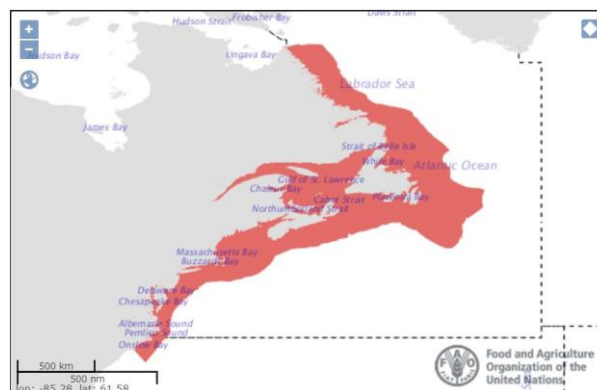 Hudson Strait
Frobisher Bay
Davis Strait
Hudson Bay
Ungava Bay
Labrador Sea
James Bay
Strait of Belle Isle
White Bay
Atlantic Ocean
Gulf of St. Lawrence
Chaleur Bay
Cabot Strait
Placentia Bay
Northumberland Strait
Massachusetts Bay
Buzzards Bay
Delaware Bay
Chesapeake Bay
Albemarle Sound
Pamlico Sound
Onslow Bay
500 km
500 nm
lon: -85.28, lat: 61.58
FAO
Food and Agriculture
Organization of the
United Nations